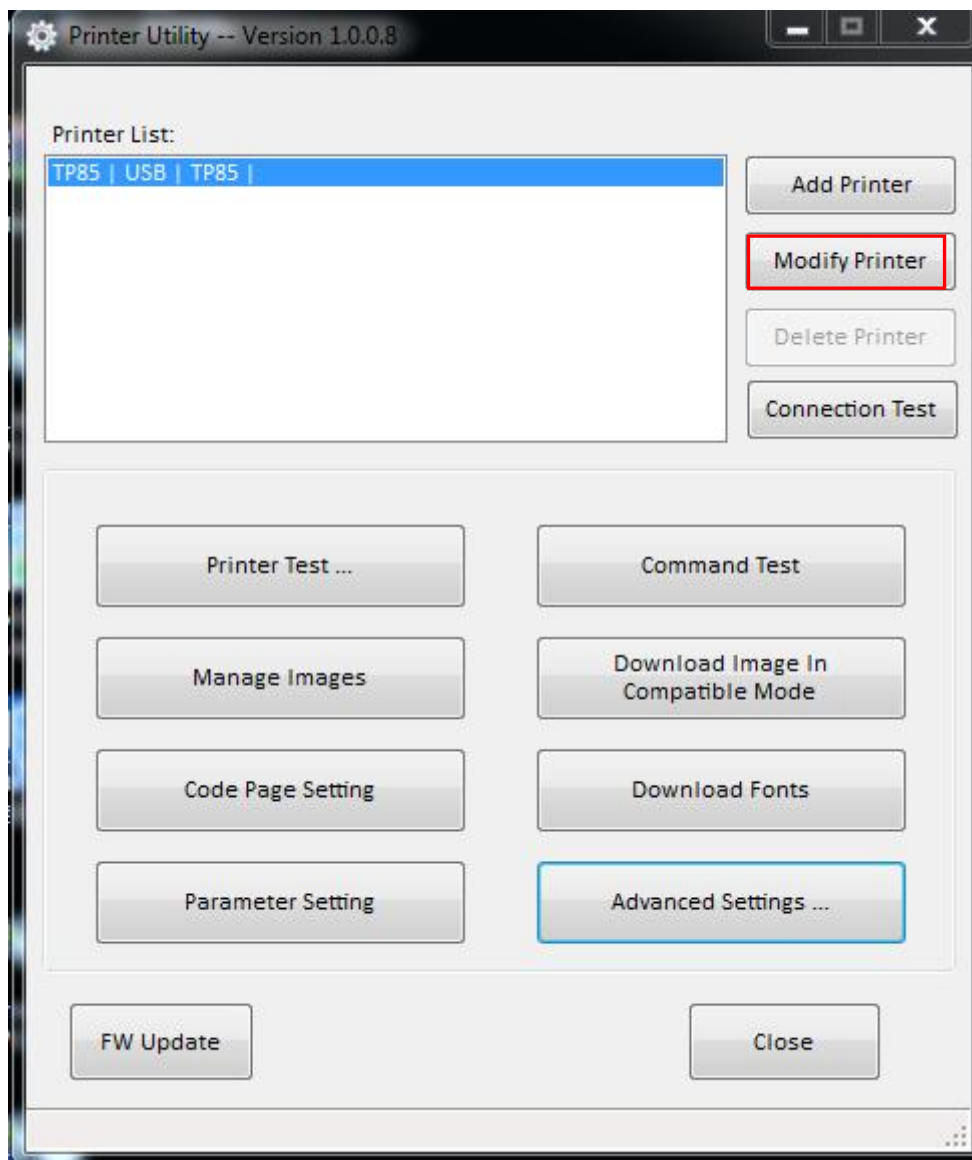 Printer Utility -- Version 1.0.0.8
Printer List:
TP85 | USB | TP85 |
Add Printer
Modify Printer
Delete Printer
Connection Test
Printer Test ...
Command Test
Manage Images
Download Image In
Compatible Mode
Code Page Setting
Download Fonts
Parameter Setting
Advanced Settings ...
FW Update
Close